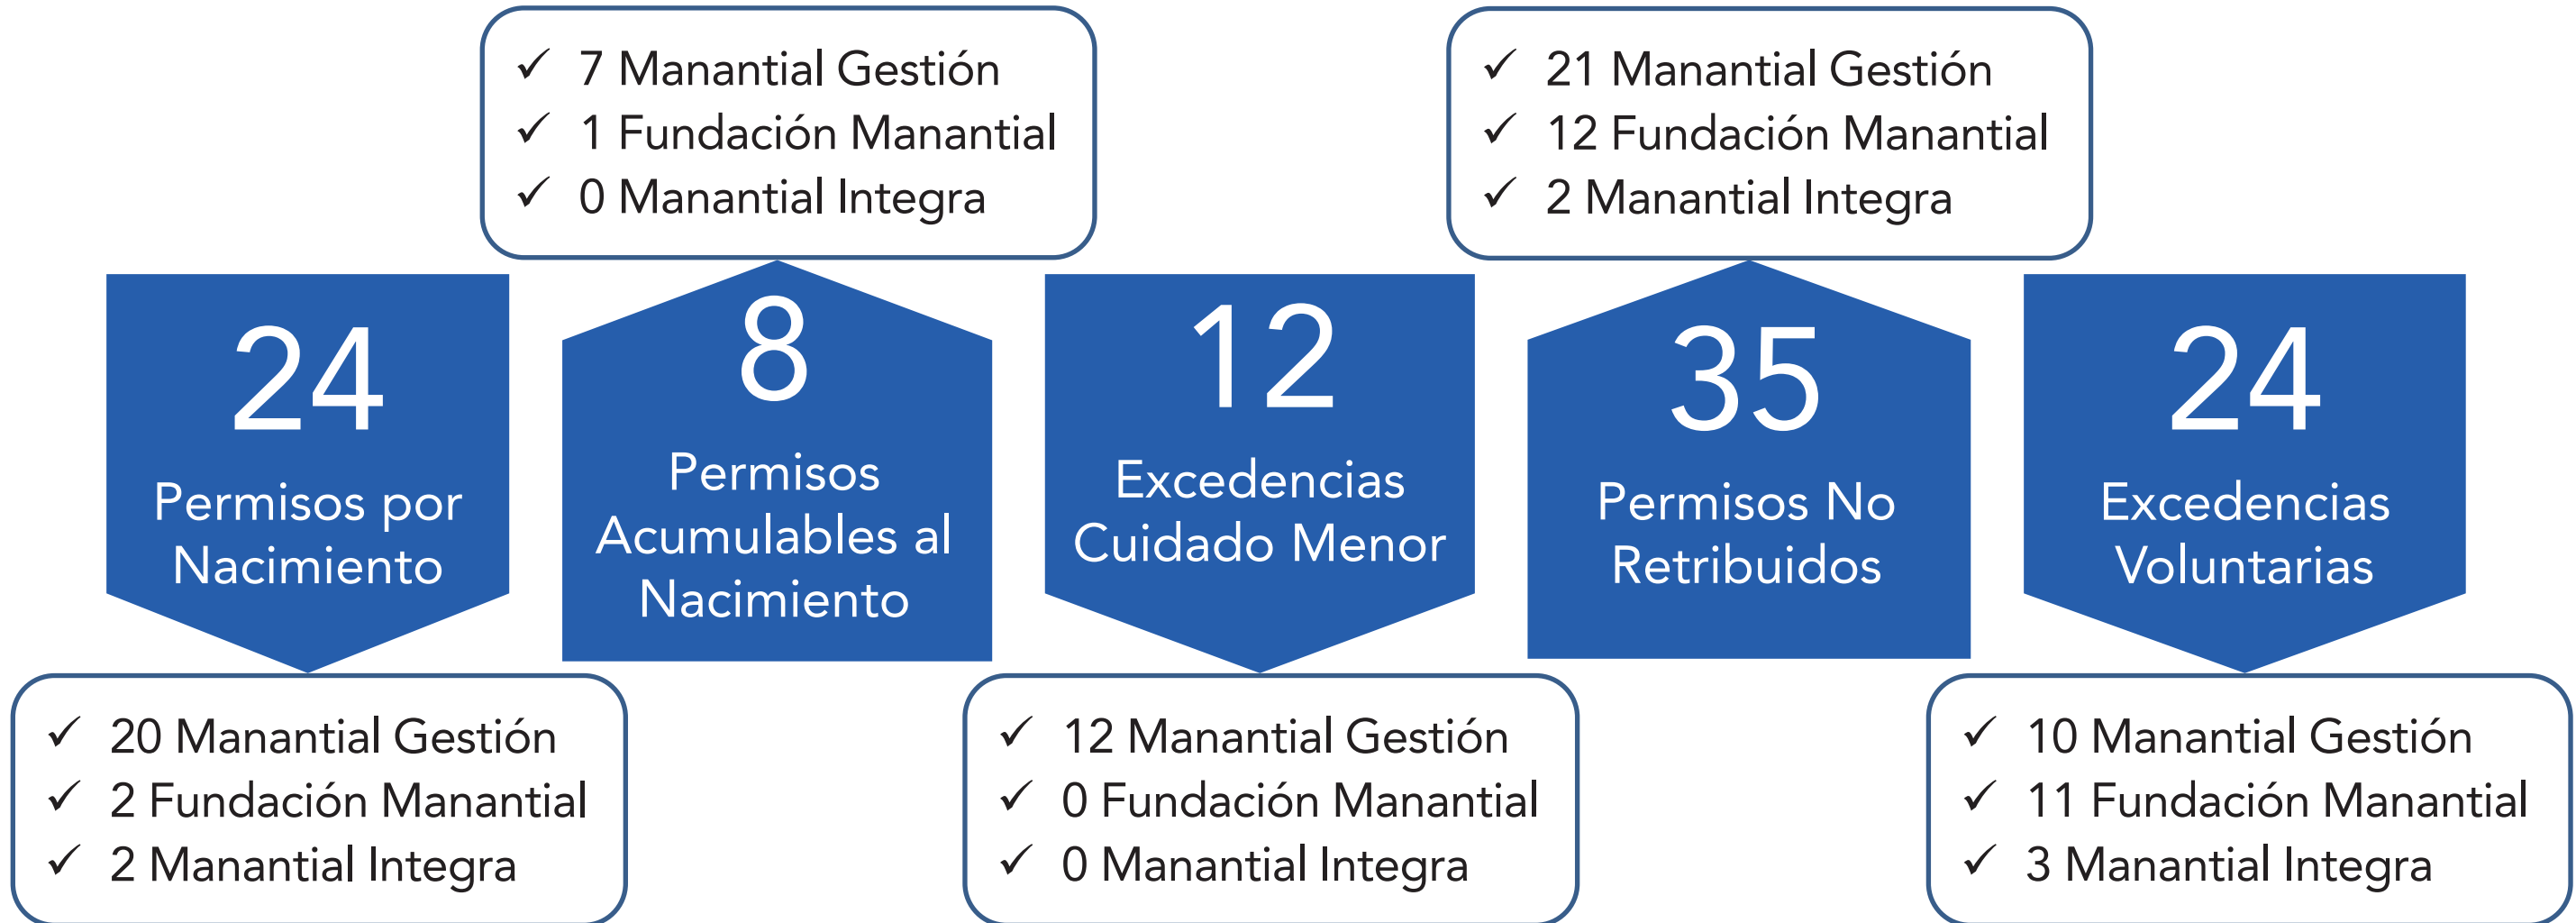 ✓ 7 Manantial Gestión
✓ 1 Fundación Manantial
✓ 0 Manantial Integra
✓ 21 Manantial Gestión
✓ 12 Fundación Manantial
✓ 2 Manantial Integra
24
Permisos por
Nacimiento
8
Permisos
Acumulables al
Nacimiento
12
Excedencias
Cuidado Menor
35
Permisos No
Retribuidos
24
Excedencias
Voluntarias
✓ 20 Manantial Gestión
✓ 2 Fundación Manantial
✓ 2 Manantial Integra
✓ 12 Manantial Gestión
✓ 0 Fundación Manantial
✓ 0 Manantial Integra
✓ 10 Manantial Gestión
✓ 11 Fundación Manantial
✓ 3 Manantial Integra